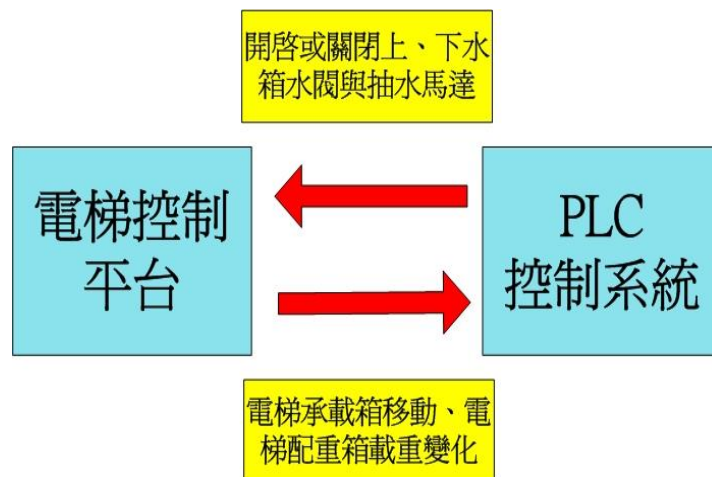 開啓或關閉上、下水
箱水閥與抽水馬達
電梯控制
平台
PLC
控制系統
電梯承載箱移動、電
梯配重箱載重變化